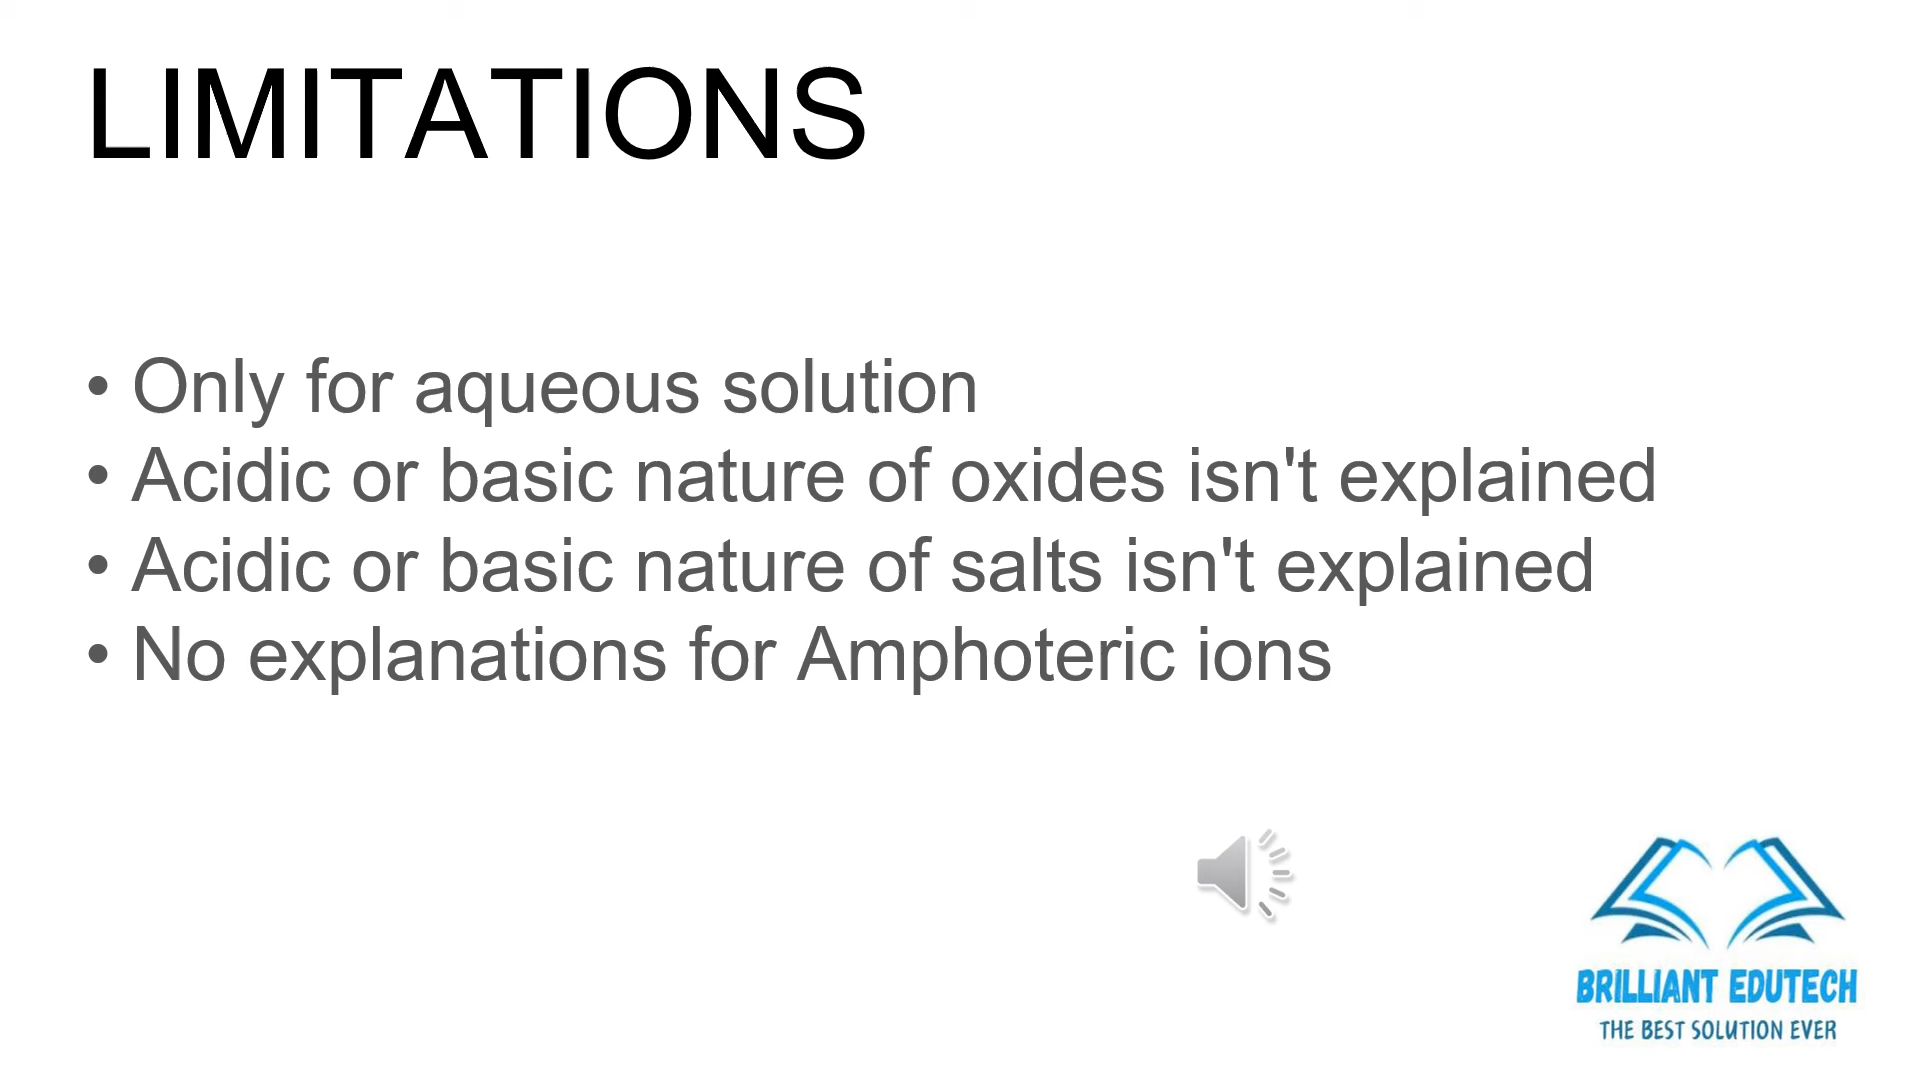 LIMITATIONS
• Only for aqueous solution
• Acidic or basic nature of oxides isn't explained
• Acidic or basic nature of salts isn't explained
• No explanations for Amphoteric ions
BRILLIANT EDUTECH
THE BEST SOLUTION EVER